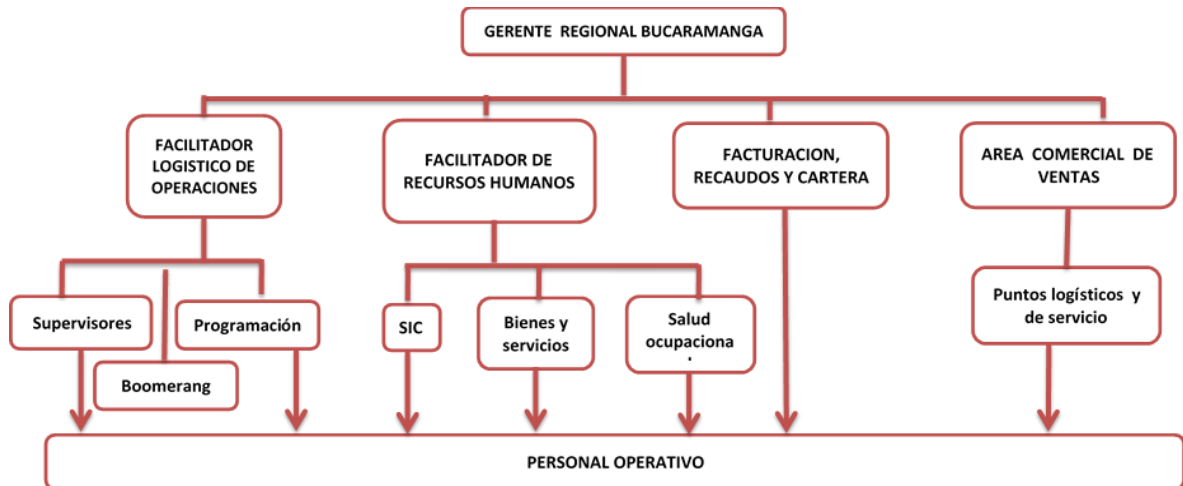 GERENTE REGIONAL BUCARAMANGA
FACILITADOR
LOGISTICO DE
OPERACIONES
FACILITADOR DE
RECURSOS HUMANOS
FACTURACION,
RECAUDOS Y CARTERA
AREA COMERCIAL DE
VENTAS
Supervisores
Boomerang
Programación
SIC
Bienes y
servicios
Salud
ocupaciona
Puntos logísticos y
de servicio
PERSONAL OPERATIVO